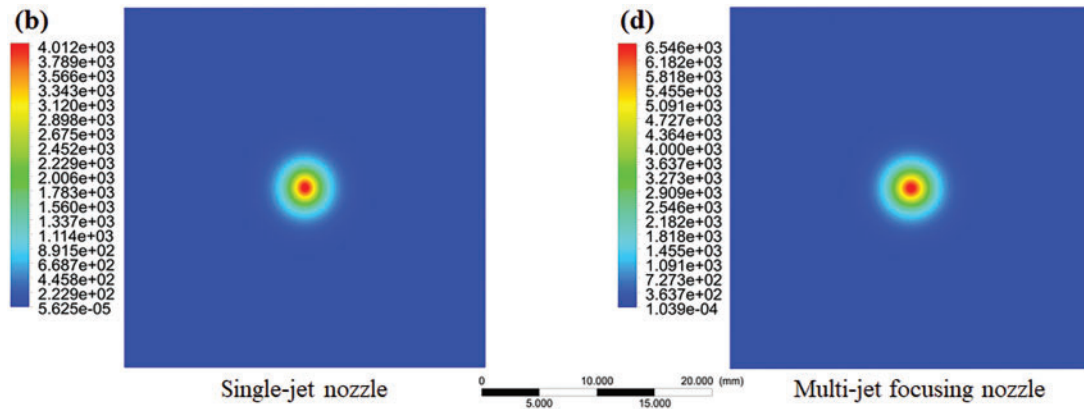 (b)
4.012e+03
3.789e+03
3.566e+03
3.343e+03
3.120e+03
2.898e+03
2.675e+03
2.452e+03
2.229e+03
2.006e+03
1.783e+03
1.560e+03
1.337e+03
1.114e+03
8.915e+02
6.687e+02
4.458e+02
2.229e+02
5.625e-05
Single-jet nozzle
(d)
6.546e+03
6.182e+03
5.818e+03
5.455e+03
5.091e+03
4.727e+03
4.364e+03
4.000e+03
3.637e+03
3.273e+03
2.909e+03
2.546e+03
2.182e+03
1.818e+03
1.455e+03
1.091e+03
7.273e+02
3.637e+02
1.039e-04
Multi-jet focusing nozzle
0 10.000 20.000 (mm)
5.000 15.000